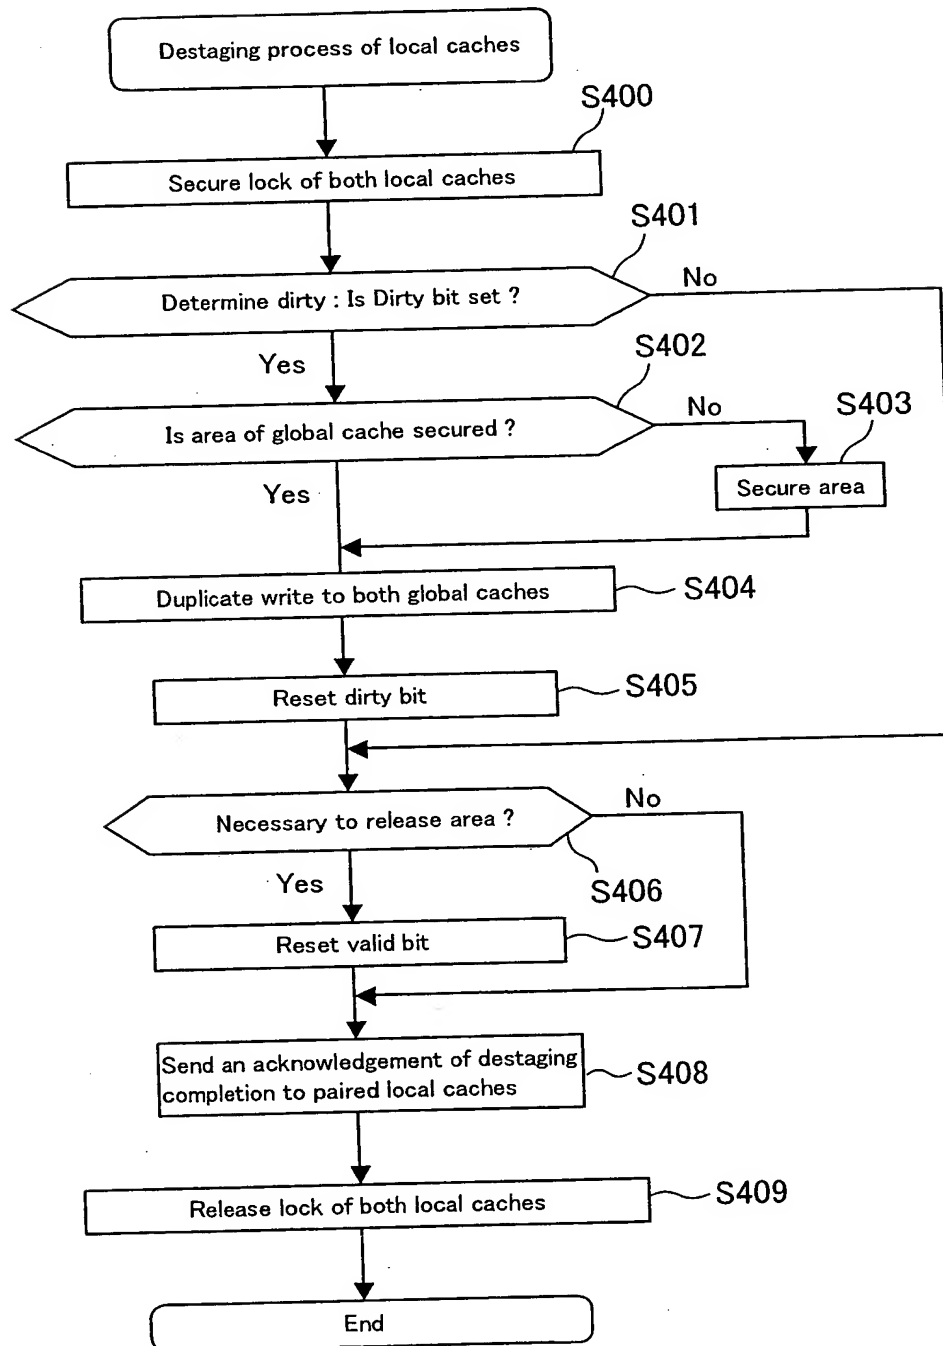 Destaging process of local caches
S400
Secure lock of both local caches
S401
Determine dirty : Is Dirty bit set ?
No
Yes
S402
Is area of global cache secured ?
No
S403
Yes
Secure area
Duplicate write to both global caches
S404
Reset dirty bit
S405
Necessary to release area ?
No
Yes
S406
Reset valid bit
S407
Send an acknowledgement of destaging
completion to paired local caches
S408
Release lock of both local caches
S409
End